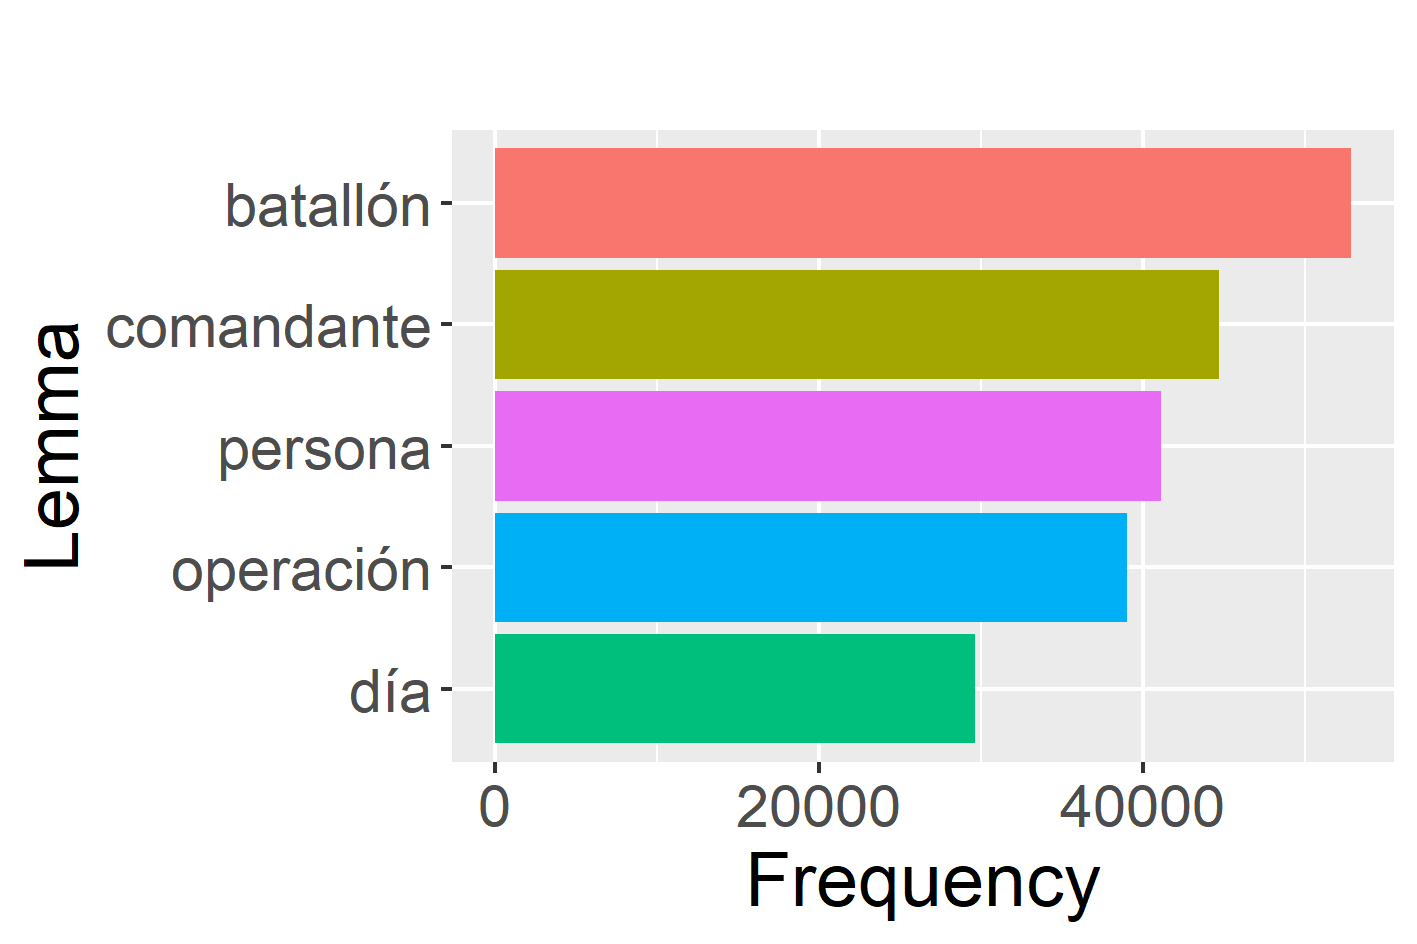 Lemma
batallón
comandante
persona
operación
día
0 20000 40000
Frequency